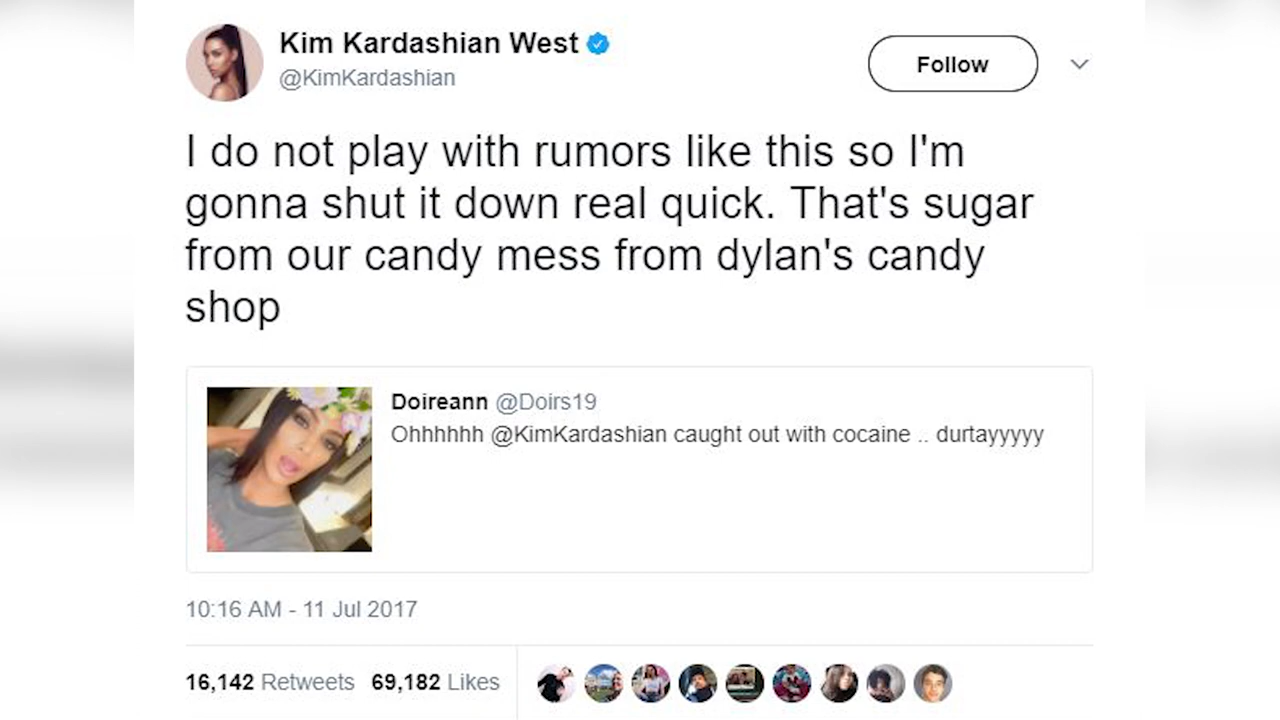 Kim Kardashian West
@KimKardashian
Follow
I do not play with rumors like this so I'm
gonna shut it down real quick. That's sugar
from our candy mess from dylan's candy
shop
Doireann @Doirs19
Ohhhhhh @KimKardashian caught out with cocaine .. durtayyyyy
10:16 AM - 11 Jul 2017
16,142 Retweets 69,182 Likes